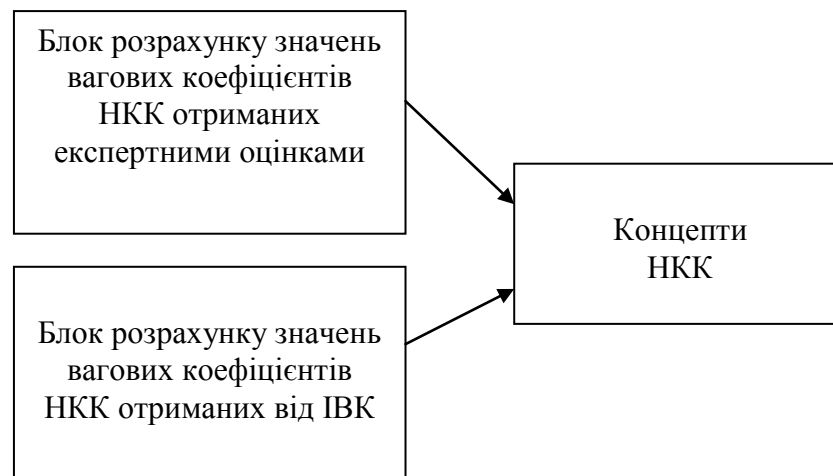 Блок розрахунку значень
вагових коефіцієнтів
НКК отриманих
експертними оцінками
Концепти
НКК
Блок розрахунку значень
вагових коефіцієнтів
НКК отриманих від ІВК